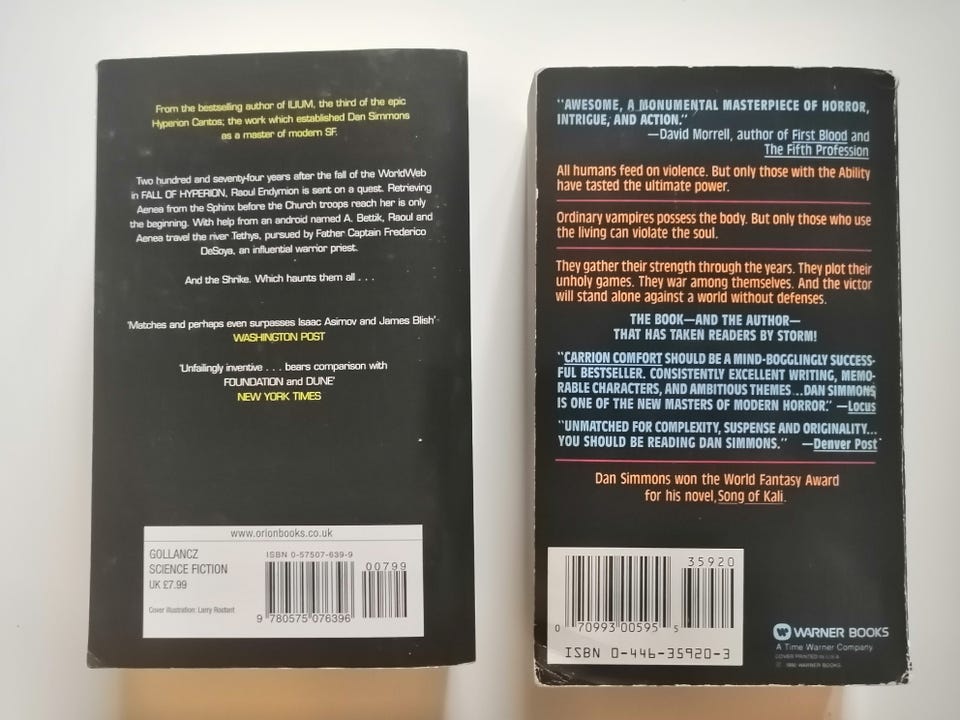 From the bestselling author of ILIUM, the third of the epic
Hyperion Cantos; the work which established Dan Simmons
as a master of modern SF.
Two hundred and seventy-four years after the fall of the WorldWeb
in FALL OF HYPERION, Raoul Endymion is sent on a quest. Retrieving
Aenea from the Sphinx before the Church troops reach her is only
the beginning. With help from an android named A. Bettik, Raoul and
Aenea travel the river Tethys, pursued by Father Captain Frederico
DeSoya, an influential warrior priest.
And the Shrike. Which haunts them all . . .
'Matches and perhaps even surpasses Isaac Asimov and James Blish'
WASHINGTON POST
'Unfailingly inventive . . . bears comparison with
FOUNDATION and DUNE'
NEW YORK TIMES
www.orionbooks.co.uk
GOLLANCZ
SCIENCE FICTION
UK £7.99
Cover illustration: Larry Rostant
ISBN 0-57507-639-9
00799
9 780575 076396
"AWESOME, A MONUMENTAL MASTERPIECE OF HORROR,
INTRIGUE, AND ACTION."
—David Morrell, author of First Blood and
The Fifth Profession
All humans feed on violence. But only those with the Ability
have tasted the ultimate power.
Ordinary vampires possess the body. But only those who use
the living can violate the soul.
They gather their strength through the years. They plot their
unholy games. They war among themselves. And the victor
will stand alone against a world without defenses.
THE BOOK—AND THE AUTHOR—
THAT HAS TAKEN READERS BY STORM!
"CARRION COMFORT SHOULD BE A MIND-BOGGLINGLY SUCCESS-
FUL BESTSELLER. CONSISTENTLY EXCELLENT WRITING, MEMO-
RABLE CHARACTERS, AND AMBITIOUS THEMES...DAN SIMMONS
IS ONE OF THE NEW MASTERS OF MODERN HORROR." —Locus
"UNMATCHED FOR COMPLEXITY, SUSPENSE AND ORIGINALITY...
YOU SHOULD BE READING DAN SIMMONS." —Denver Post
Dan Simmons won the World Fantasy Award
for his novel, Song of Kali.
35920
0 70993 00595 5
ISBN 0-446-35920-3
WARNER BOOKS
A Time Warner Company
COVER PRINTED IN U.S.A.
© 1990 WARNER BOOKS